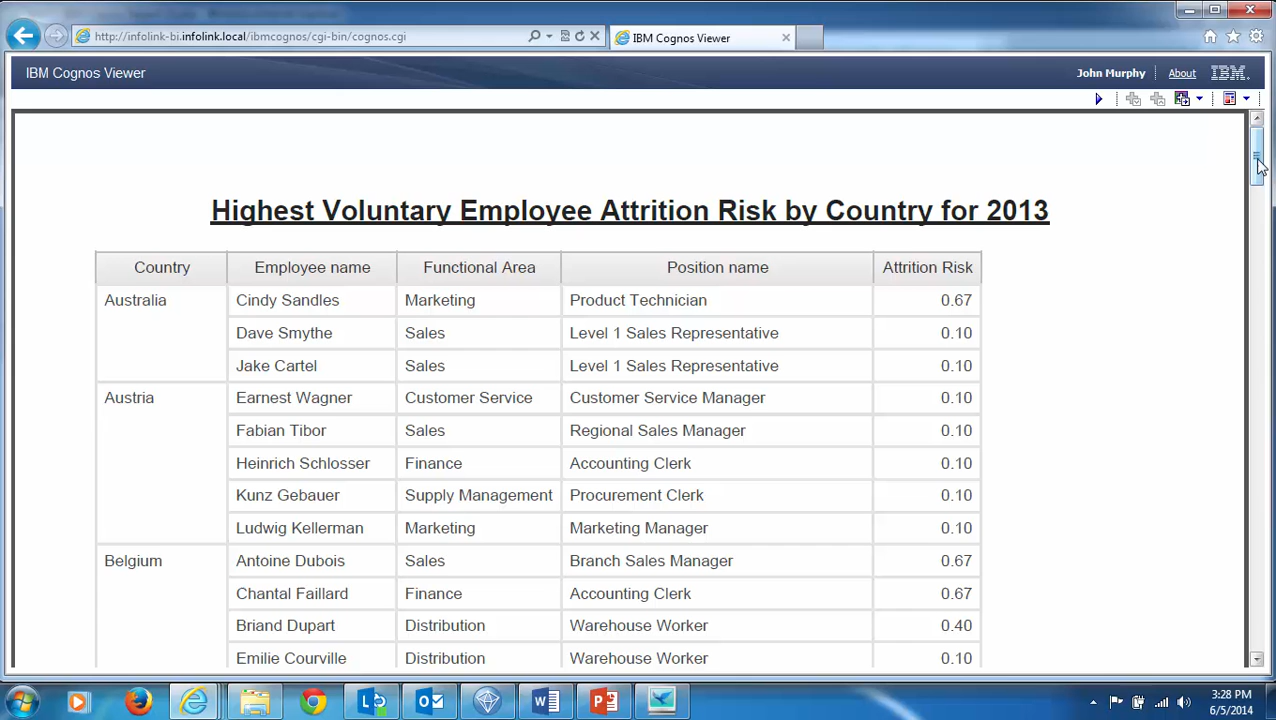 http://infolink-bi.infolink.local/ibmcognos/cgi-bin/cognos.cgi
IBM Cognos Viewer
IBM Cognos Viewer
John Murphy
About
IBM.
Highest Voluntary Employee Attrition Risk by Country for 2013
Country Employee name Functional Area Position name Attrition Risk
Australia Cindy Sandles Marketing Product Technician 0.67
Dave Smythe Sales Level 1 Sales Representative 0.10
Jake Cartel Sales Level 1 Sales Representative 0.10
Austria Earnest Wagner Customer Service Customer Service Manager 0.10
Fabian Tibor Sales Regional Sales Manager 0.10
Heinrich Schlosser Finance Accounting Clerk 0.10
Kunz Gebauer Supply Management Procurement Clerk 0.10
Ludwig Kellerman Marketing Marketing Manager 0.10
Belgium Antoine Dubois Sales Branch Sales Manager 0.67
Chantal Faillard Finance Accounting Clerk 0.67
Briand Dupart Distribution Warehouse Worker 0.40
Emilie Courville Distribution Warehouse Worker 0.10
3:28 PM
6/5/2014